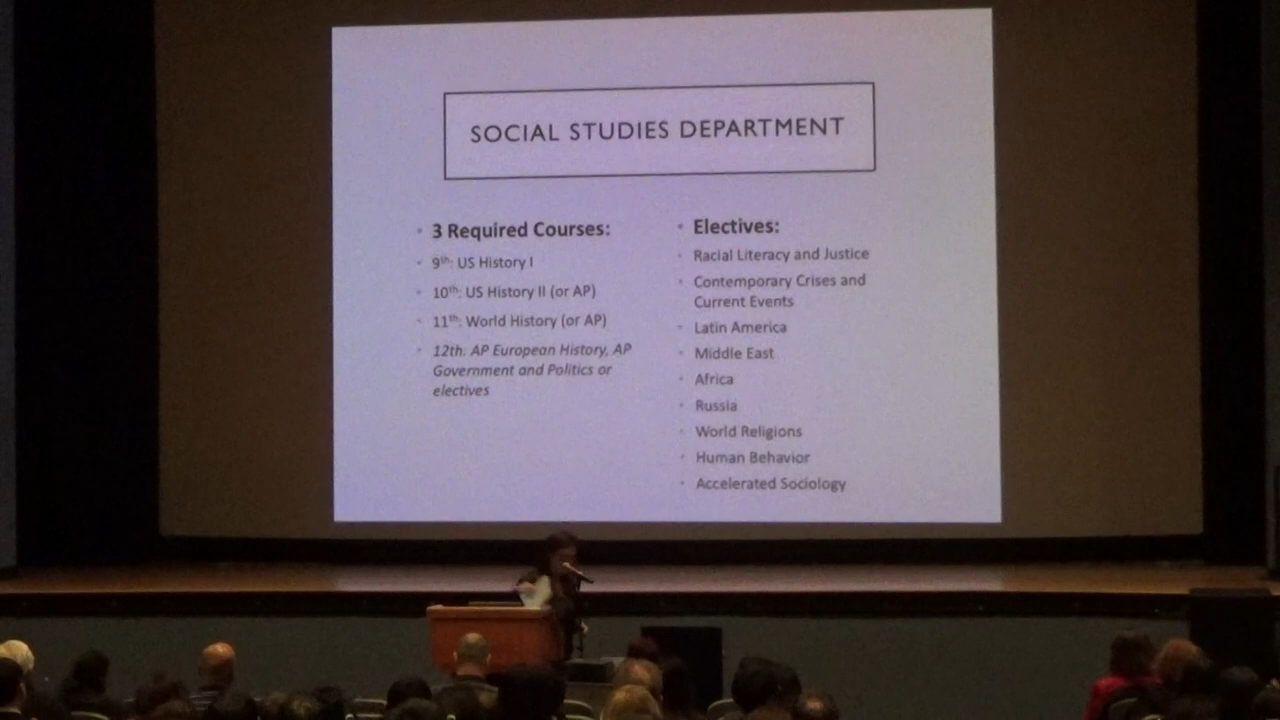 SOCIAL STUDIES DEPARTMENT
3 Required Courses:
9th: US History I
10th: US History II (or AP)
11th: World History (or AP)
12th. AP European History, AP
Government and Politics or
electives
Electives:
Racial Literacy and Justice
Contemporary Crises and
Current Events
Latin America
Middle East
Africa
Russia
World Religions
Human Behavior
Accelerated Sociology